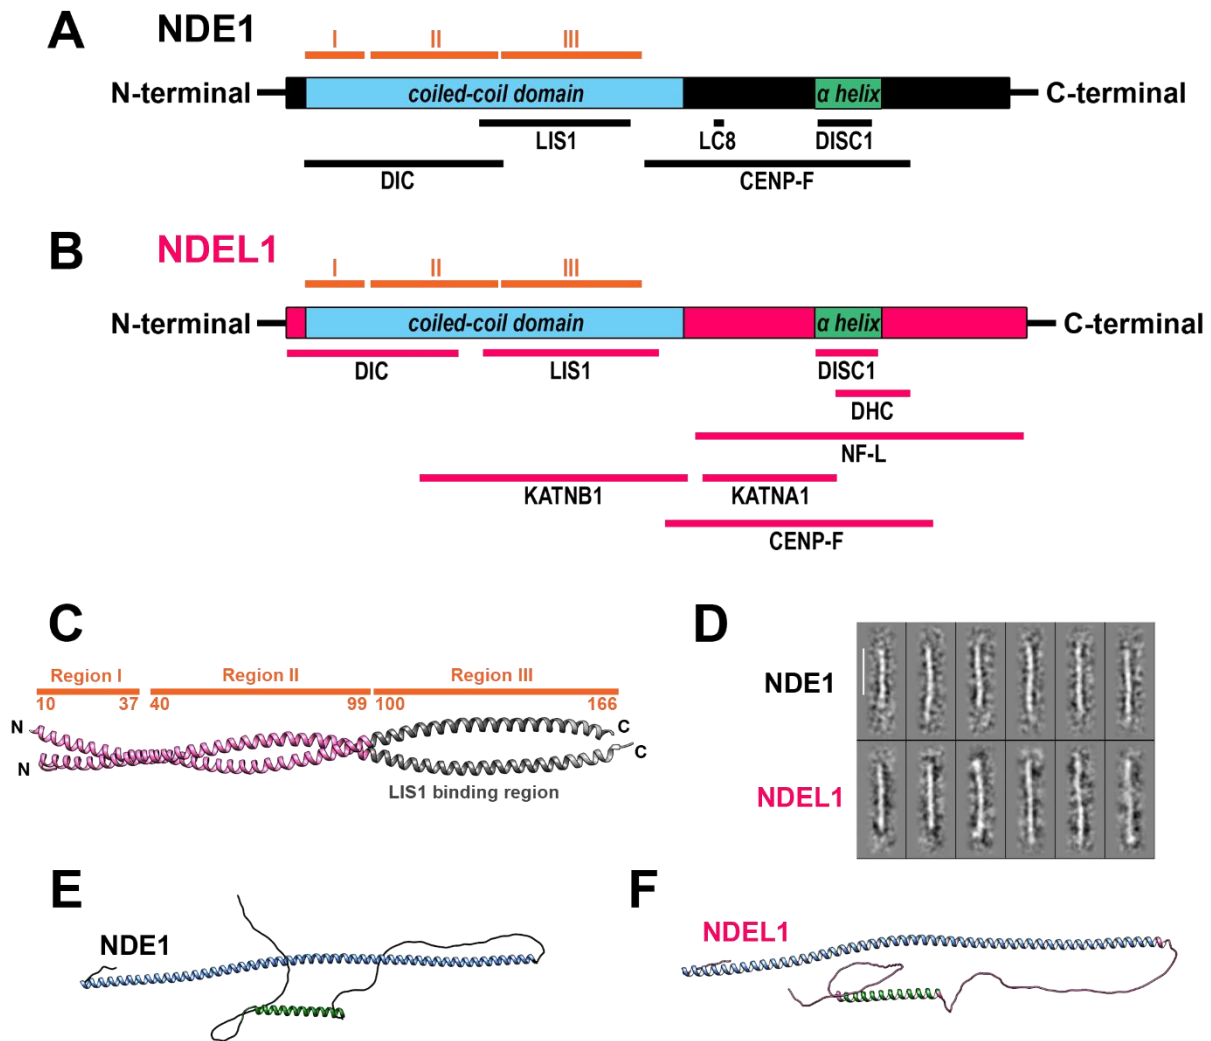 A
NDE1
I II III
N-terminal
coiled-coil domain
α helix
C-terminal
LIS1
LC8
DISC1
DIC
CENP-F
B
NDEL1
I II III
N-terminal
coiled-coil domain
α helix
C-terminal
DIC
LIS1
DISC1
DHC
NF-L
KATNB1
KATNA1
CENP-F
C
Region I
Region II
Region III
10 37 40 99 100 166
N
N
C
C
LIS1 binding region
D
NDE1
NDEL1
E
NDE1
F
NDEL1